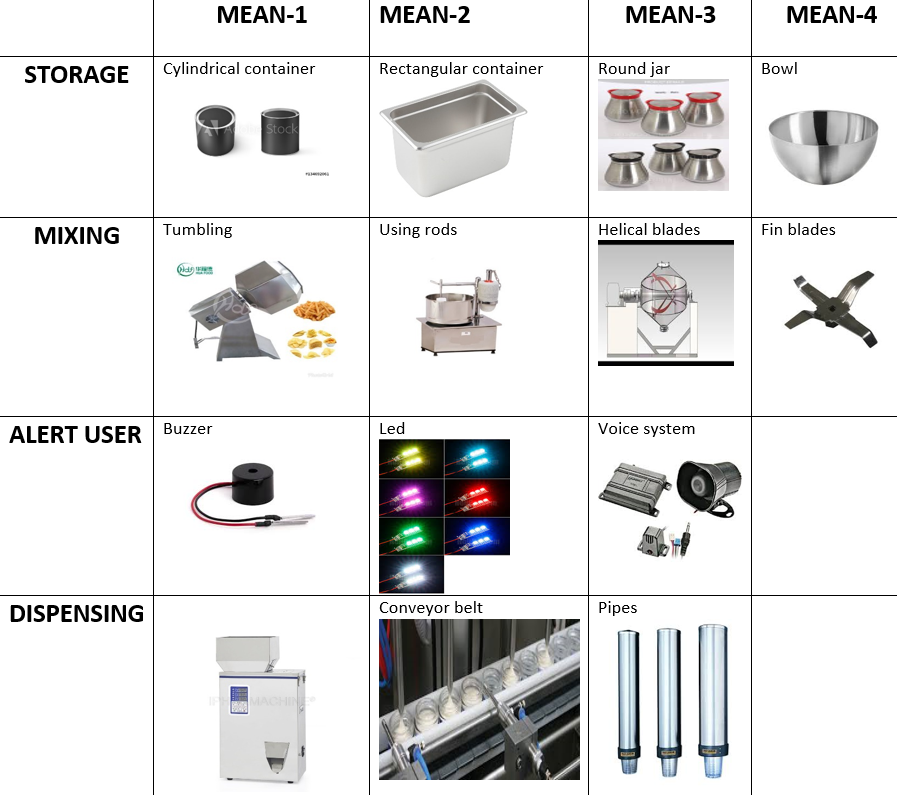 MEAN-1 MEAN-2 MEAN-3 MEAN-4
STORAGE
Cylindrical container Rectangular container Round jar Bowl
MIXING
Tumbling Using rods Helical blades Fin blades
ALERT USER
Buzzer Led Voice system
DISPENSING
Conveyor belt Pipes